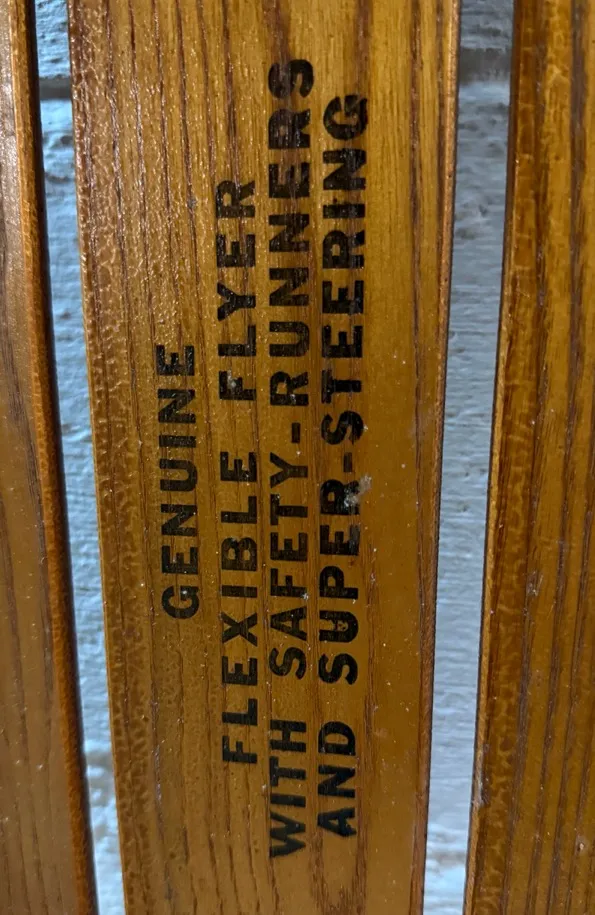 GENUINE
FLEXIBLE FLYER
WITH SAFETY-RUNNERS
AND SUPER-STEERING